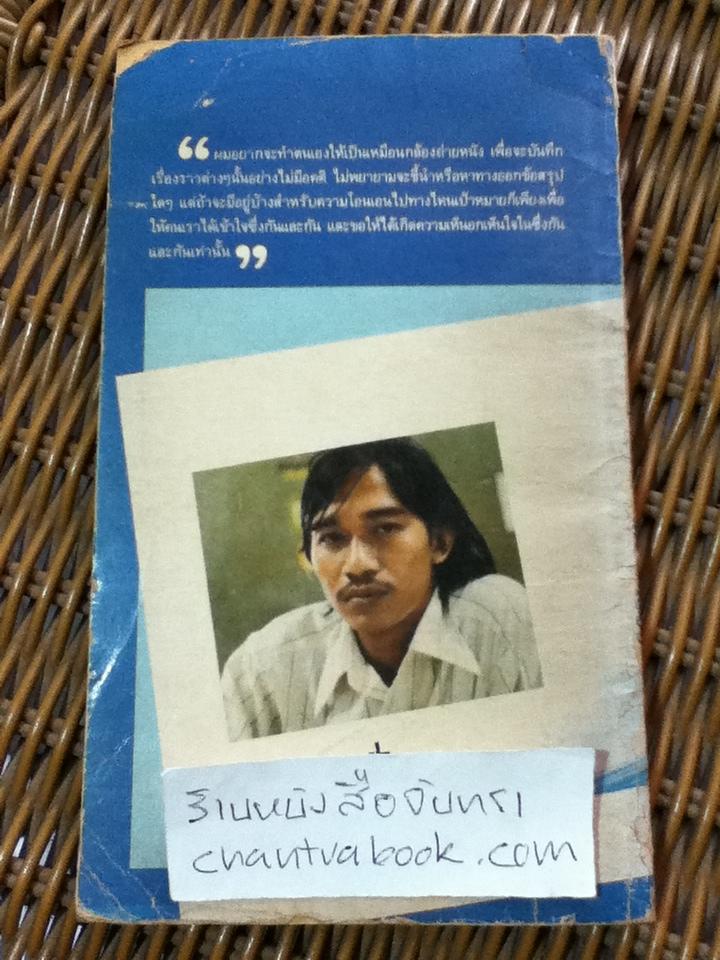 “ ผมอยากจะทำตนเองให้เป็นเหมือนกล้องถ่ายหนัง เพื่อจะบันทึก
เรื่องราวต่างๆนั้นอย่างไม่มีอคติ ไม่พยายามจะชี้นำหรือหาทางออกข้อสรุป
ใดๆ แต่ถ้าจะมีอยู่บ้างสำหรับความโอนเอนไปทางไหนเป้าหมายก็เพียงเพื่อ
ให้คนเราได้เข้าใจซึ่งกันและกัน และขอให้ได้เกิดความเห็นอกเห็นใจในซึ่งกัน
และกันเท่านั้น ”
ร้านหนังสือจันทรา
chantrabook.com